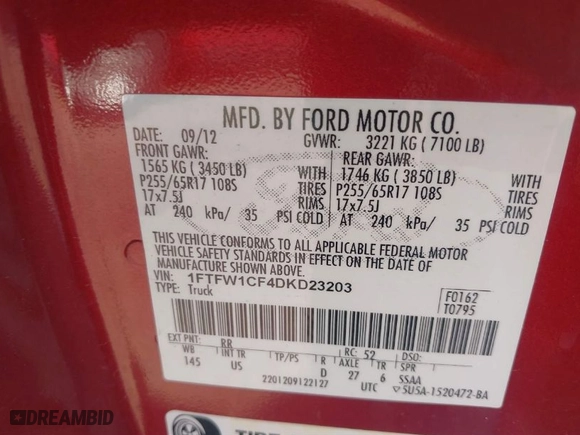 MFD. BY FORD MOTOR CO.
DATE: 09/12 GVWR: 3221 KG ( 7100 LB)
FRONT GAWR: REAR GAWR:
1565 KG ( 3450 LB) WITH 1746 KG ( 3850 LB) WITH
P255/65R17 108S TIRES P255/65R17 108S TIRES
17x7.5J RIMS 17x7.5J RIMS
AT 240 kPa/ 35 PSI COLD AT 240 kPa/ 35 PSI COLD
THIS VEHICLE CONFORMS TO ALL APPLICABLE FEDERAL MOTOR
VEHICLE SAFETY STANDARDS IN EFFECT ON THE DATE OF
MANUFACTURE SHOWN ABOVE.
VIN: 1FTFW1CF4DKD23203
TYPE: Truck
F0162
T0795
EXT PNT: RR RC: 52 DSO:
WB INT TR TP/PS R AXLE TR SPR
145 US D 27 6 SSAA
2201209122127 UTC ▽5U5A-1520472-BA
DREAMBID